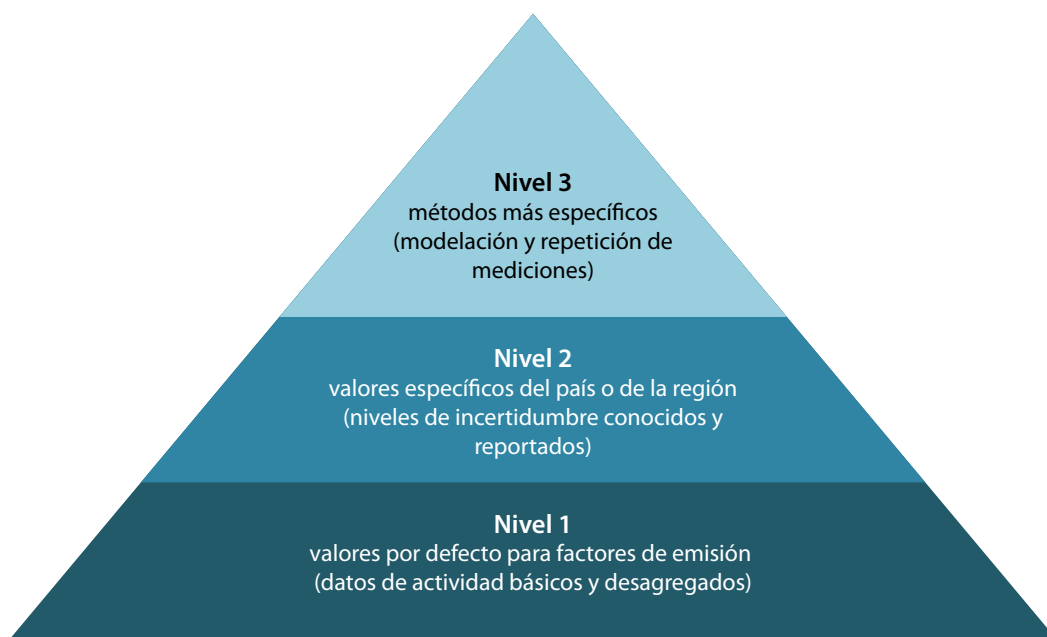 Nivel 3
métodos más específicos
(modelación y repetición de
mediciones)
Nivel 2
valores específicos del país o de la región
(niveles de incertidumbre conocidos y
reportados)
Nivel 1
valores por defecto para factores de emisión
(datos de actividad básicos y desagregados)